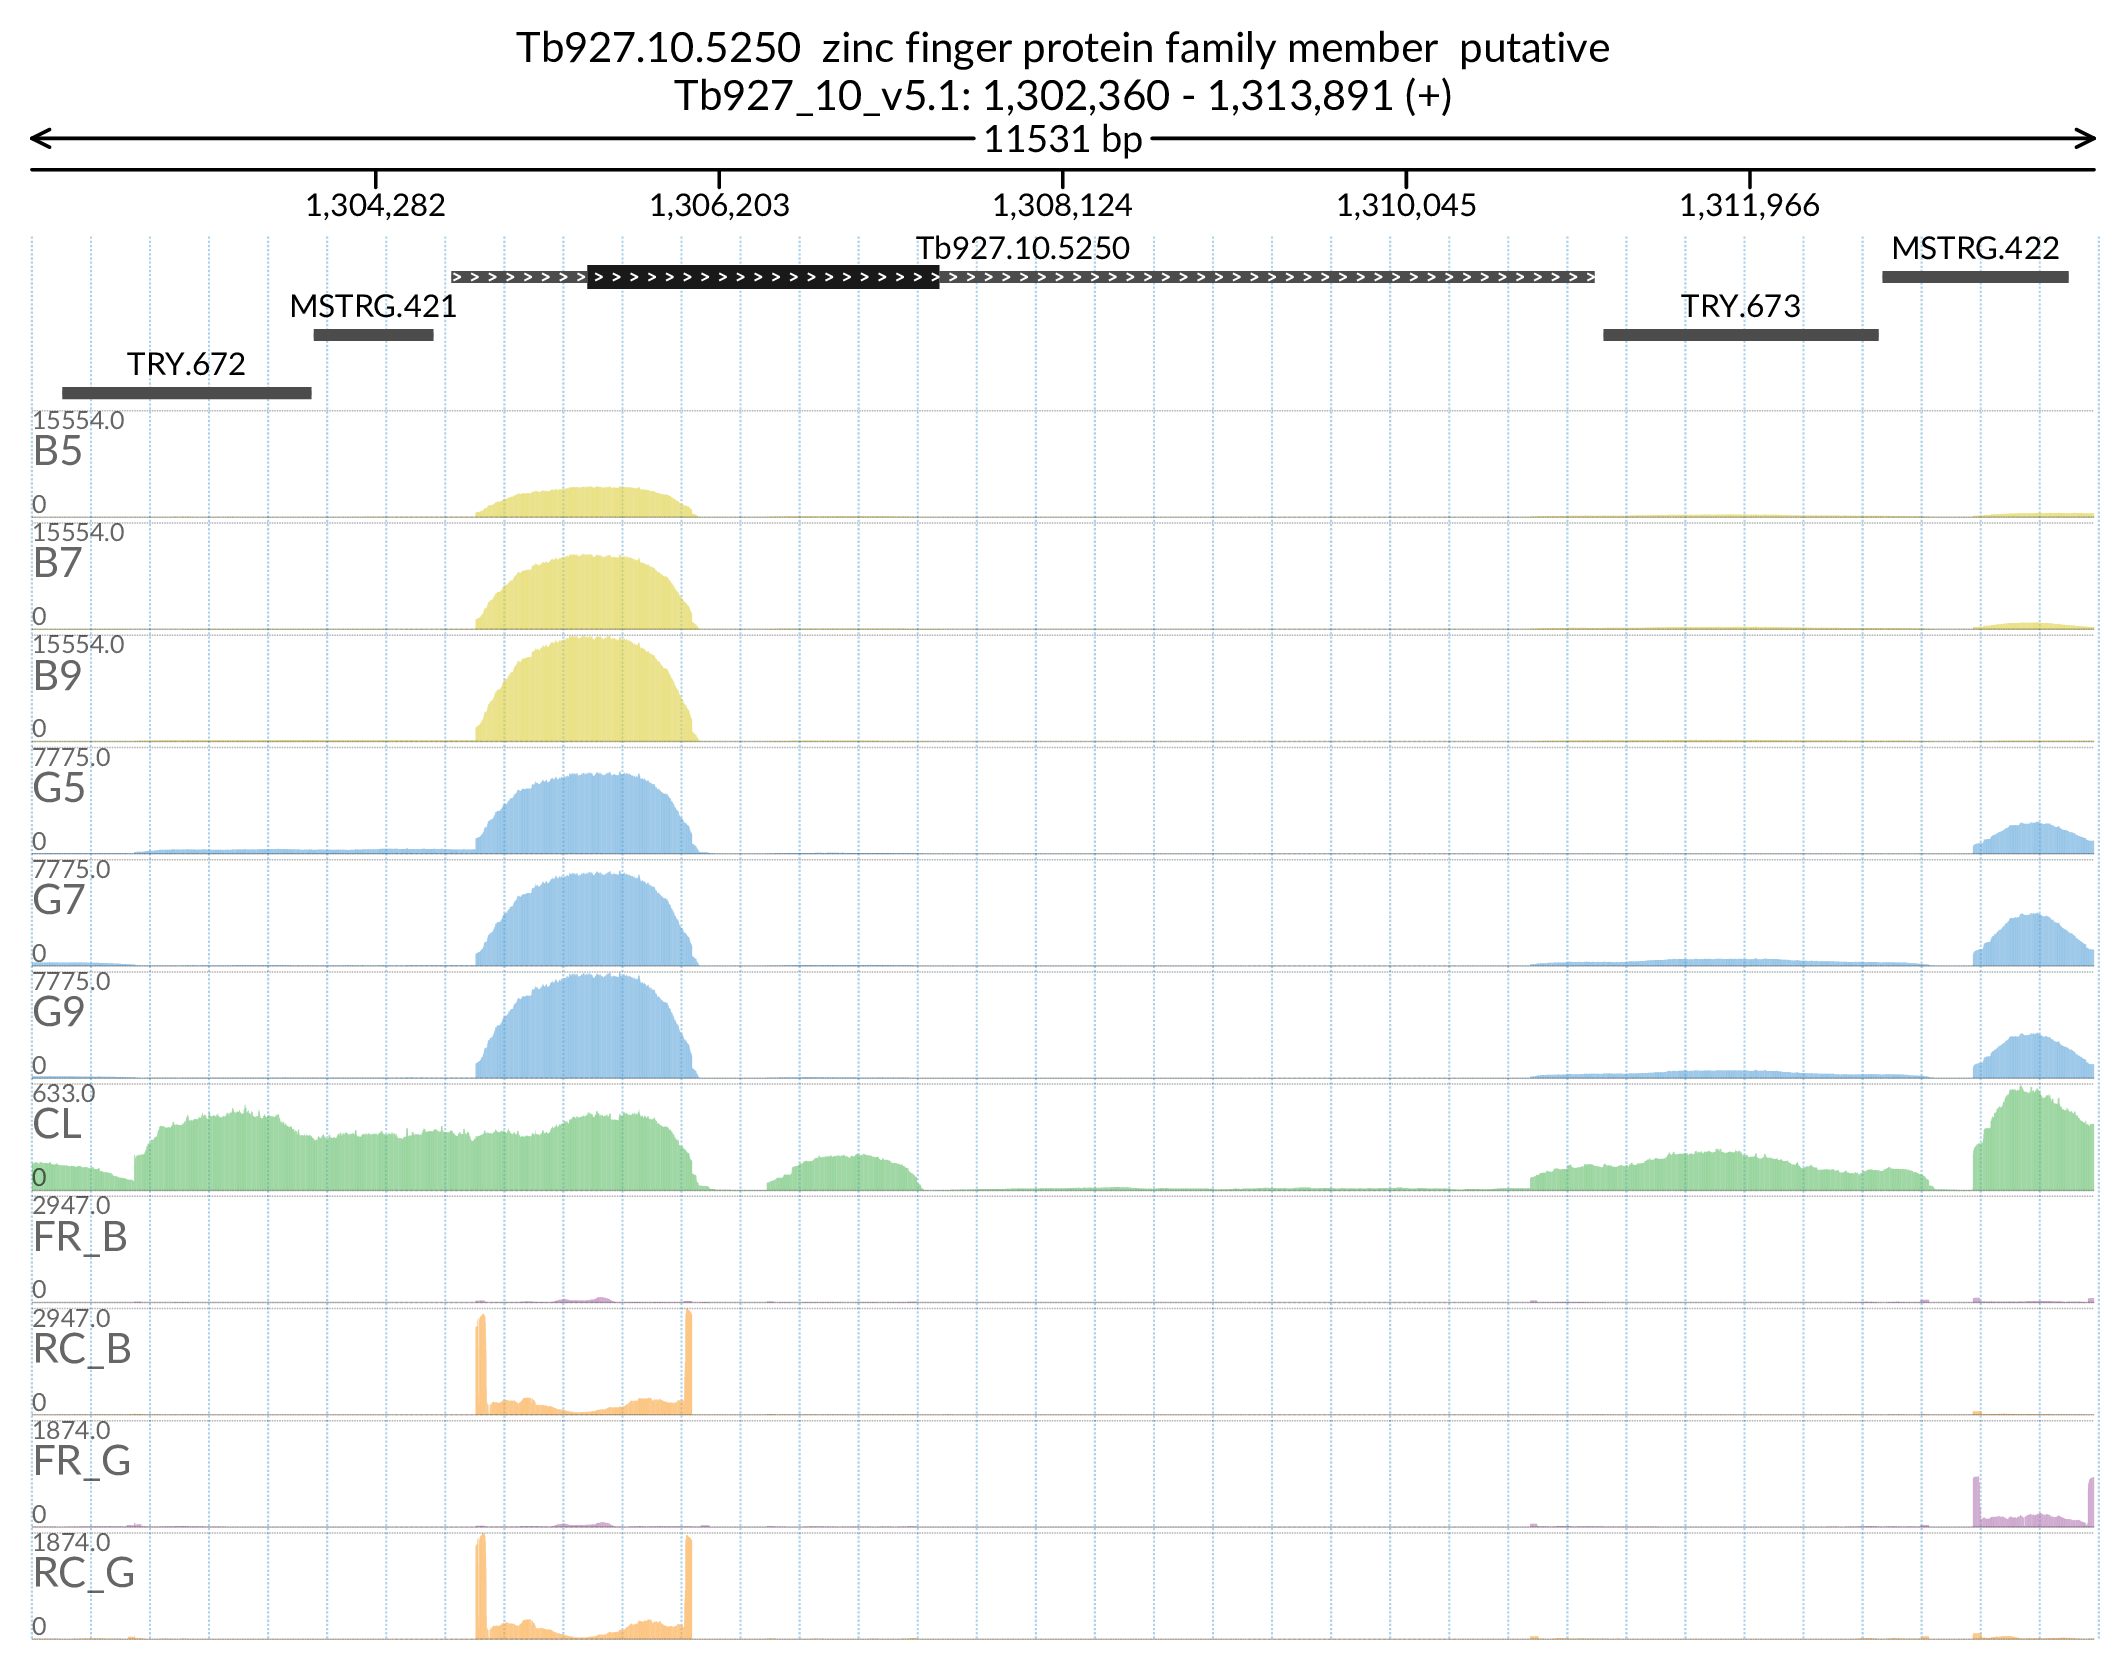 Tb927.10.5250  zinc finger protein family member  putative
Tb927_10_v5.1: 1,302,360 - 1,313,891 (+)
11531 bp
1,304,282 1,306,203 1,308,124 1,310,045 1,311,966
Tb927.10.5250 MSTRG.422
MSTRG.421 TRY.673
TRY.672
15554.0
B5
0
15554.0
B7
0
15554.0
B9
0
7775.0
G5
0
7775.0
G7
0
7775.0
G9
0
633.0
CL
0
2947.0
FR_B
0
2947.0
RC_B
0
1874.0
FR_G
0
1874.0
RC_G
0